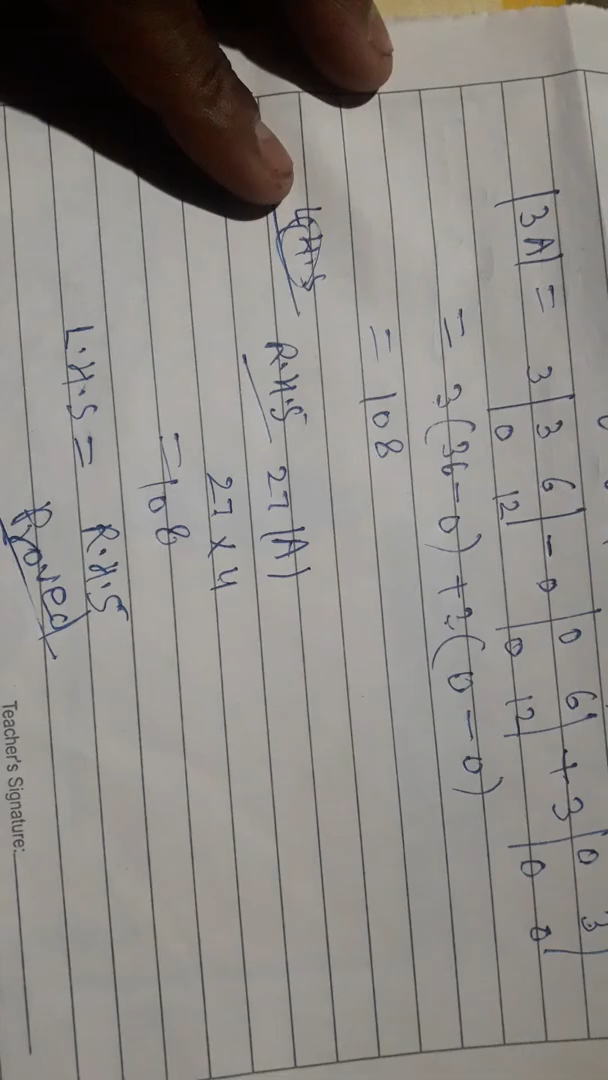 |3A| = 3 |3 6| - 0 |0 6| + 3 |0 3|
|0 12| |0 12| |0 0|
= 3(36-0) + 3(0-0)
= 108
R.H.S 27|A|
27 x 4
= 108
L.H.S = R.H.S
Proved
Teacher's Signature: